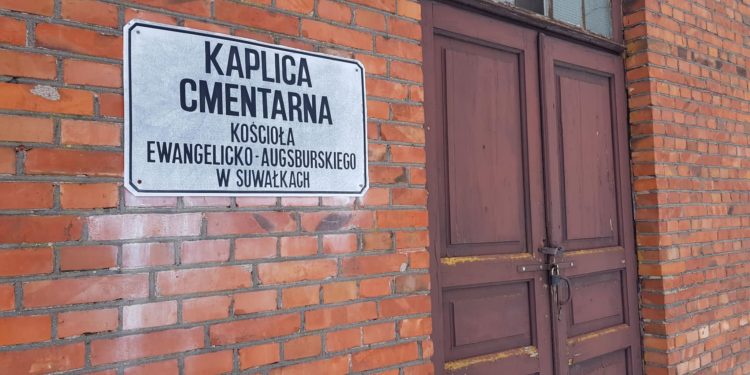 KAPLICA
CMENTARNA
KOŚCIOŁA
EWANGELICKO-AUGSBURSKIEGO
W SUWAŁKACH